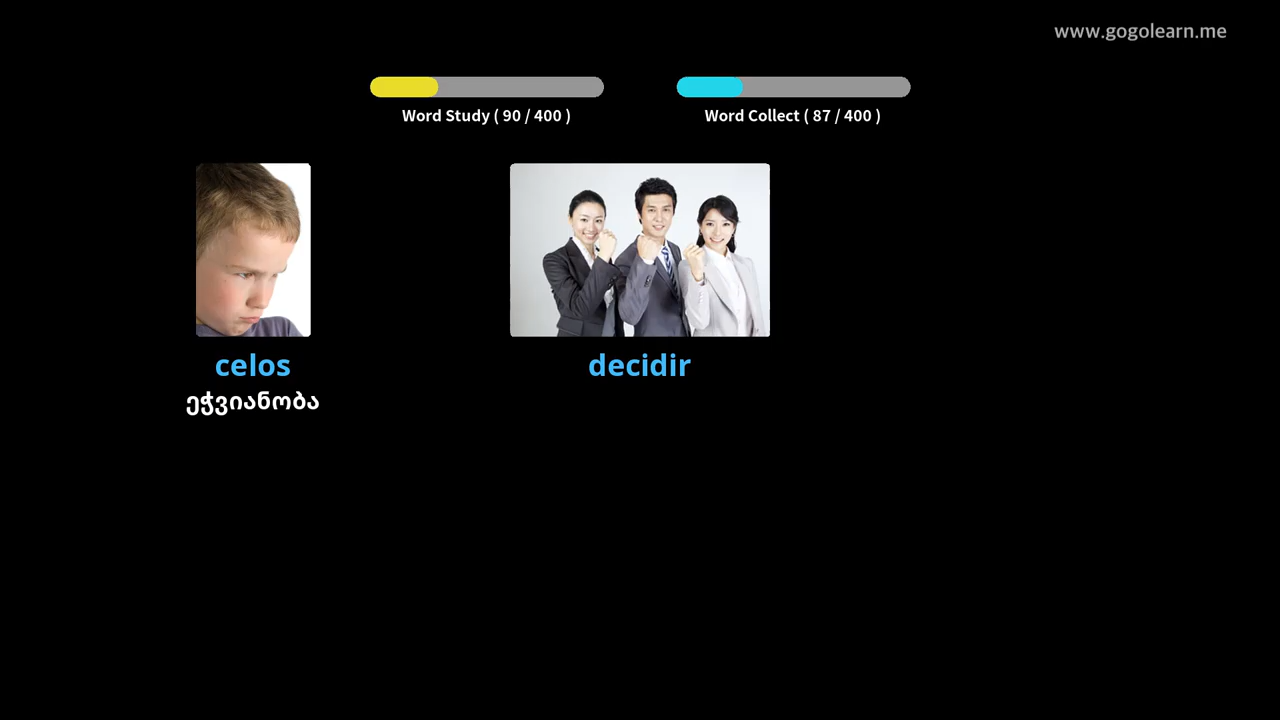 www.gogolearn.me
Word Study ( 90 / 400 )
Word Collect ( 87 / 400 )
celos
ეჭვიანობა
decidir